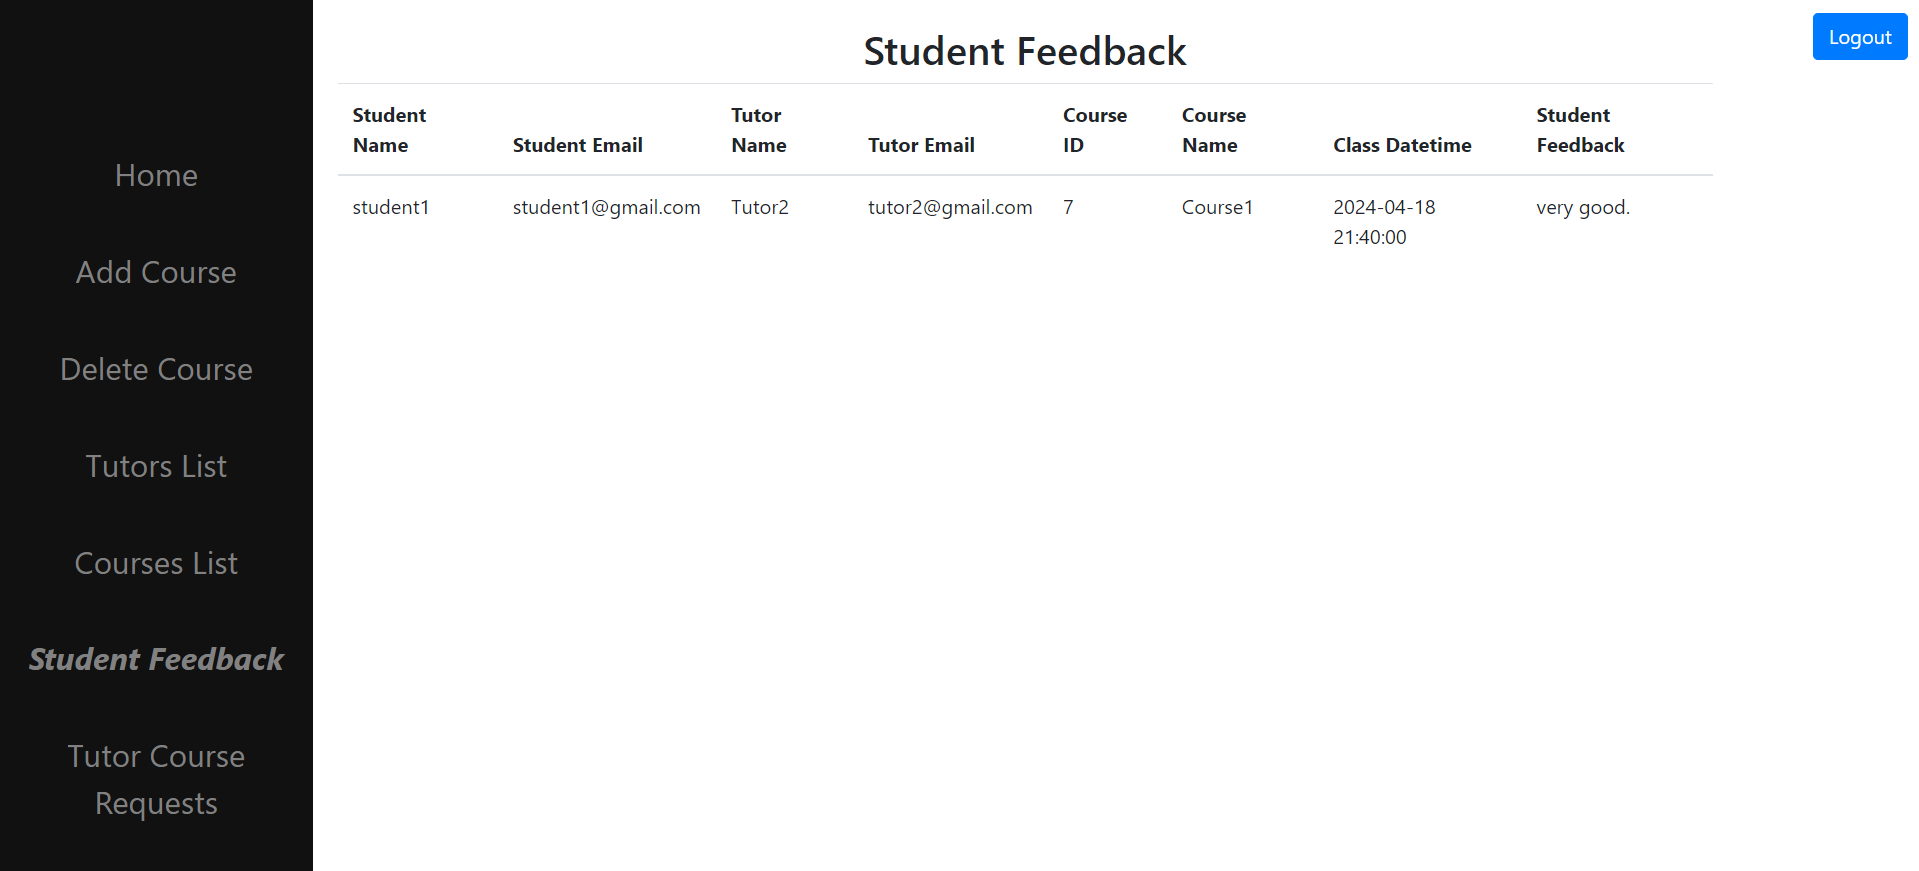 Home
Add Course
Delete Course
Tutors List
Courses List
Student Feedback
Tutor Course
Requests
Logout
Student Feedback
Student Name Student Email Tutor Name Tutor Email Course ID Course Name Class Datetime Student Feedback
student1 student1@gmail.com Tutor2 tutor2@gmail.com 7 Course1 2024-04-18 21:40:00 very good.